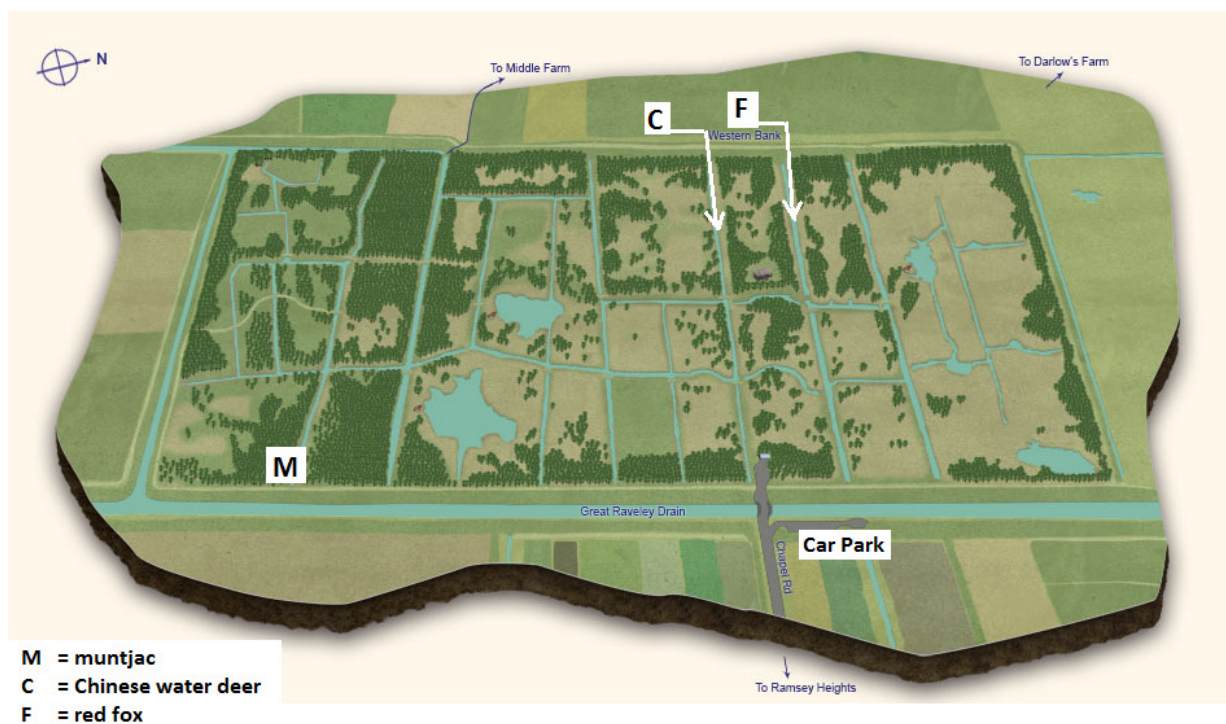 N
To Middle Farm
To Darlow's Farm
C
F
Western Bank
M
Great Raveley Drain
Car Park
Chapel Rd
To Ramsey Heights
M = muntjac
C = Chinese water deer
F = red fox